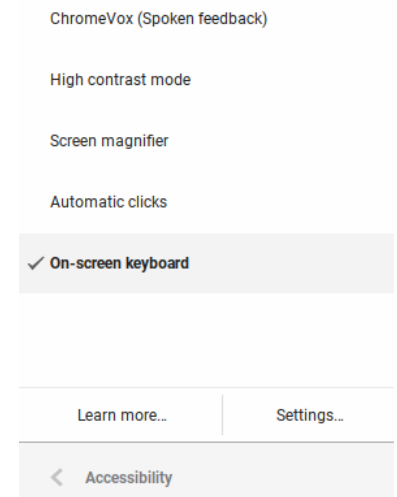 ChromeVox (Spoken feedback)
High contrast mode
Screen magnifier
Automatic clicks
On-screen keyboard
Learn more...
Settings...
Accessibility